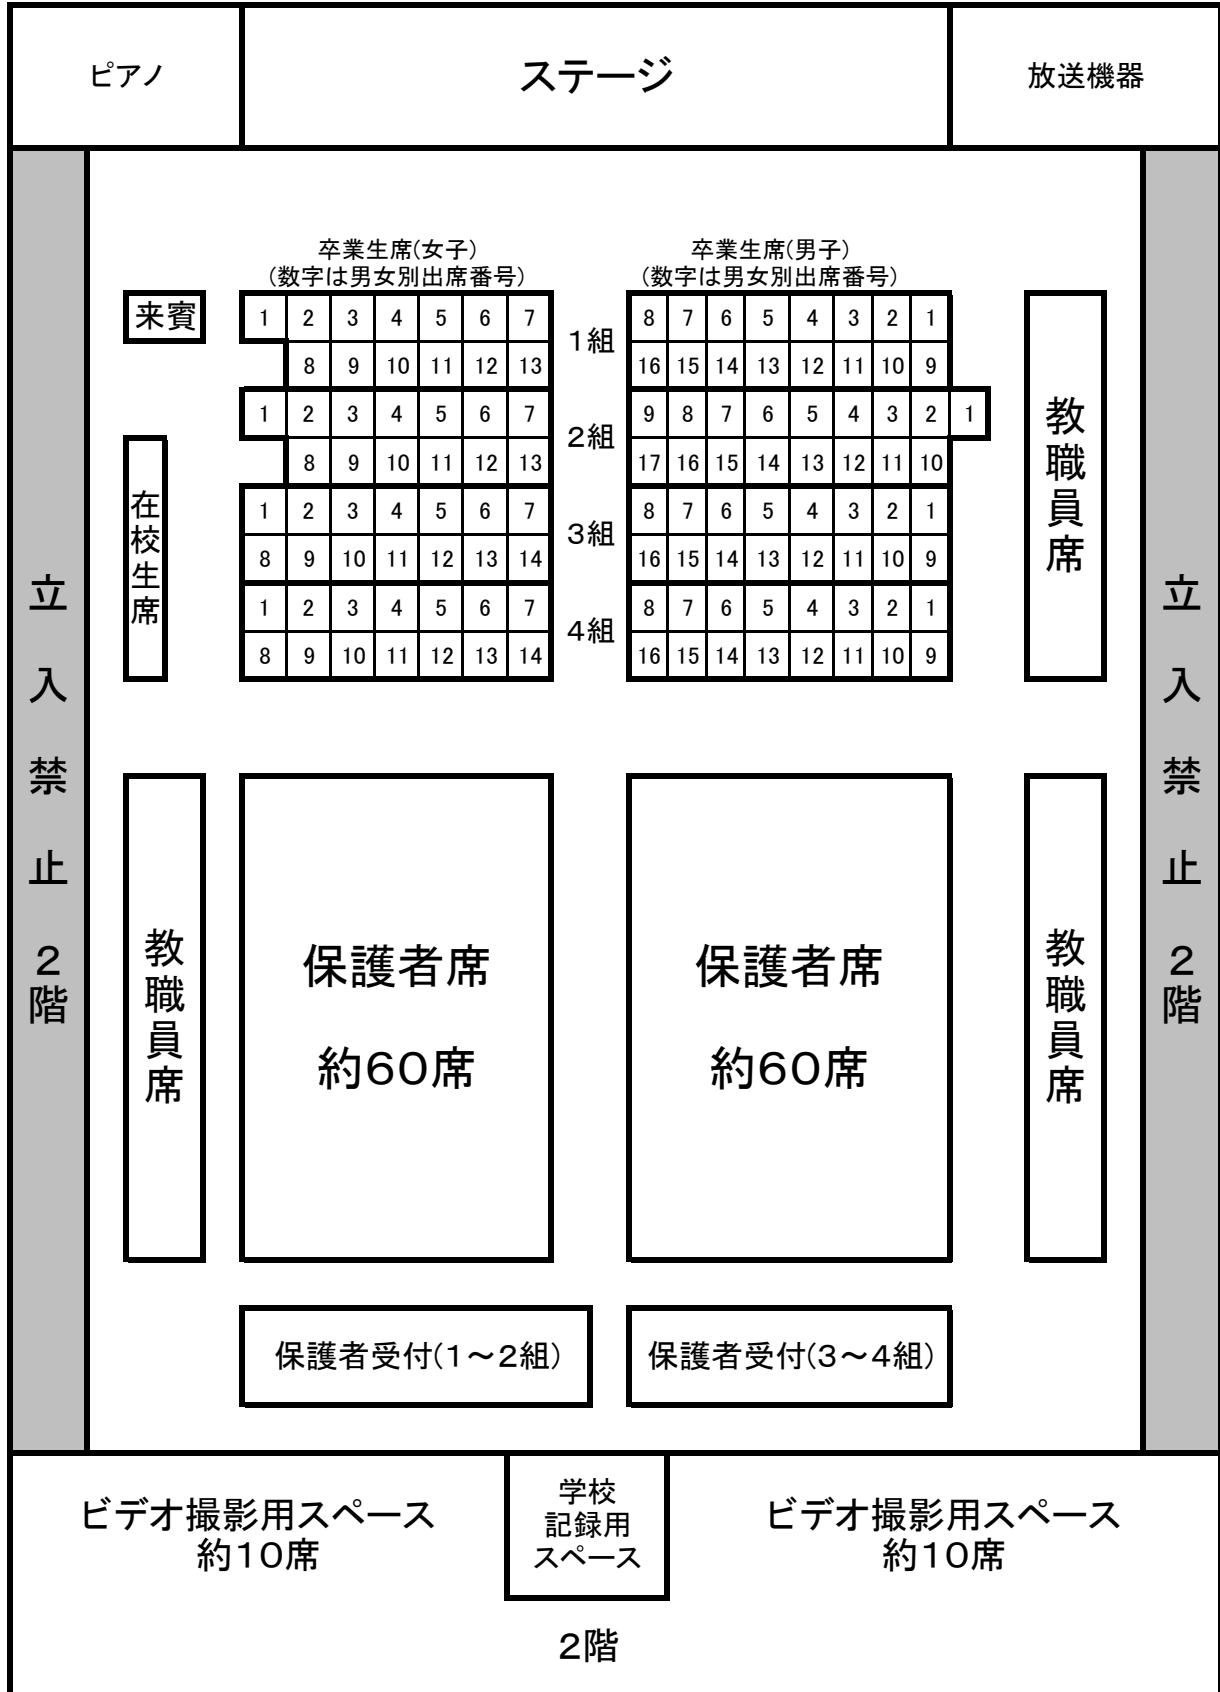 ピアノ
ステージ
放送機器
卒業生席(女子)
(数字は男女別出席番号)
卒業生席(男子)
(数字は男女別出席番号)
来賓
1 2 3 4 5 6 7
8 9 10 11 12 13
1組
8 7 6 5 4 3 2 1
16 15 14 13 12 11 10 9
1 2 3 4 5 6 7
8 9 10 11 12 13
2組
9 8 7 6 5 4 3 2 1
17 16 15 14 13 12 11 10
1 2 3 4 5 6 7
8 9 10 11 12 13 14
3組
8 7 6 5 4 3 2 1
16 15 14 13 12 11 10 9
1 2 3 4 5 6 7
8 9 10 11 12 13 14
4組
8 7 6 5 4 3 2 1
16 15 14 13 12 11 10 9
在校生席
教職員席
立入禁止 2階
立入禁止 2階
教職員席
保護者席
約60席
保護者席
約60席
教職員席
保護者受付(1~2組)
保護者受付(3~4組)
ビデオ撮影用スペース
約10席
学校
記録用
スペース
ビデオ撮影用スペース
約10席
2階